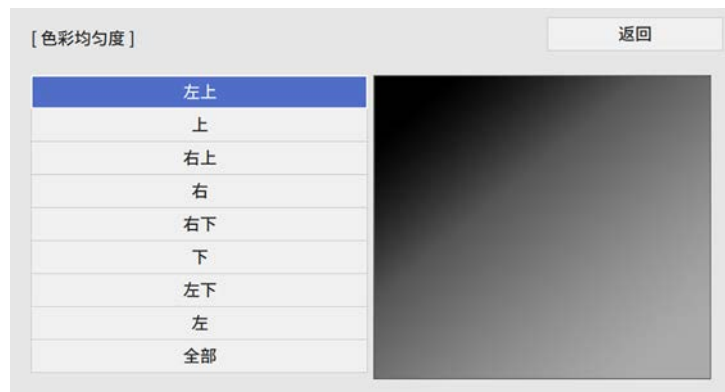 [ 色彩均匀度 ]
返回
左上
上
右上
右
右下
下
左下
左
全部